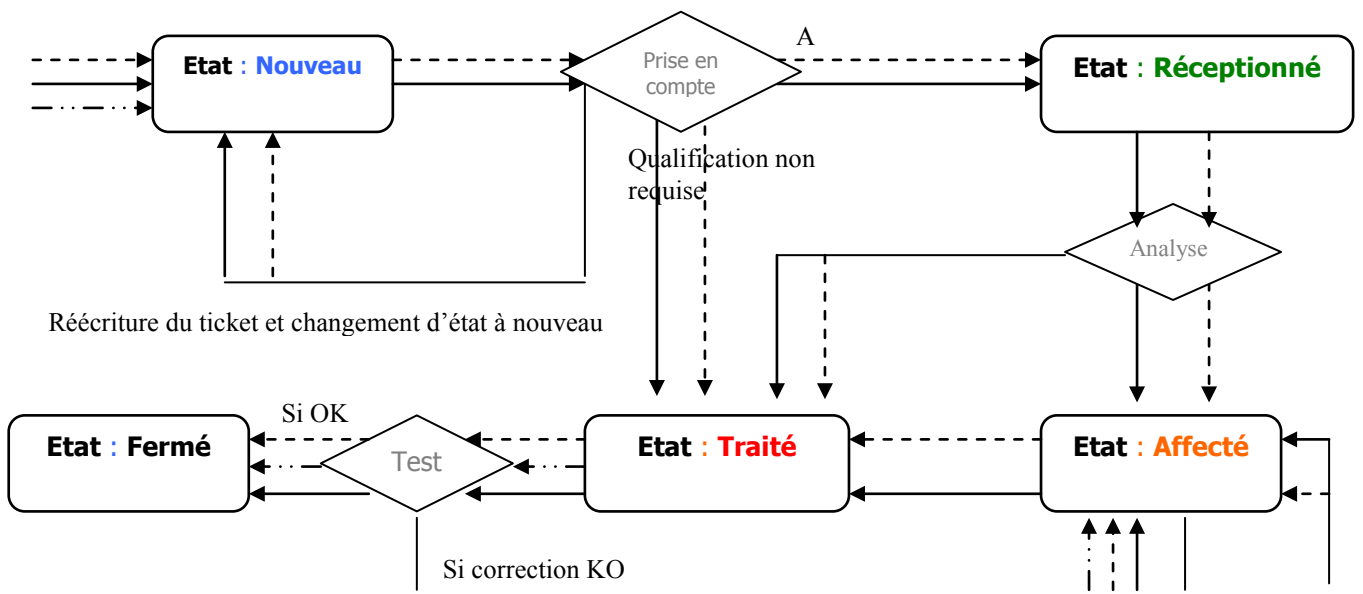 A
Etat : Nouveau
Prise en
compte
Etat : Réceptionné
Qualification non
requise
Analyse
Réécriture du ticket et changement d’état à nouveau
Si OK
Etat : Fermé
Test
Etat : Traité
Etat : Affecté
Si correction KO